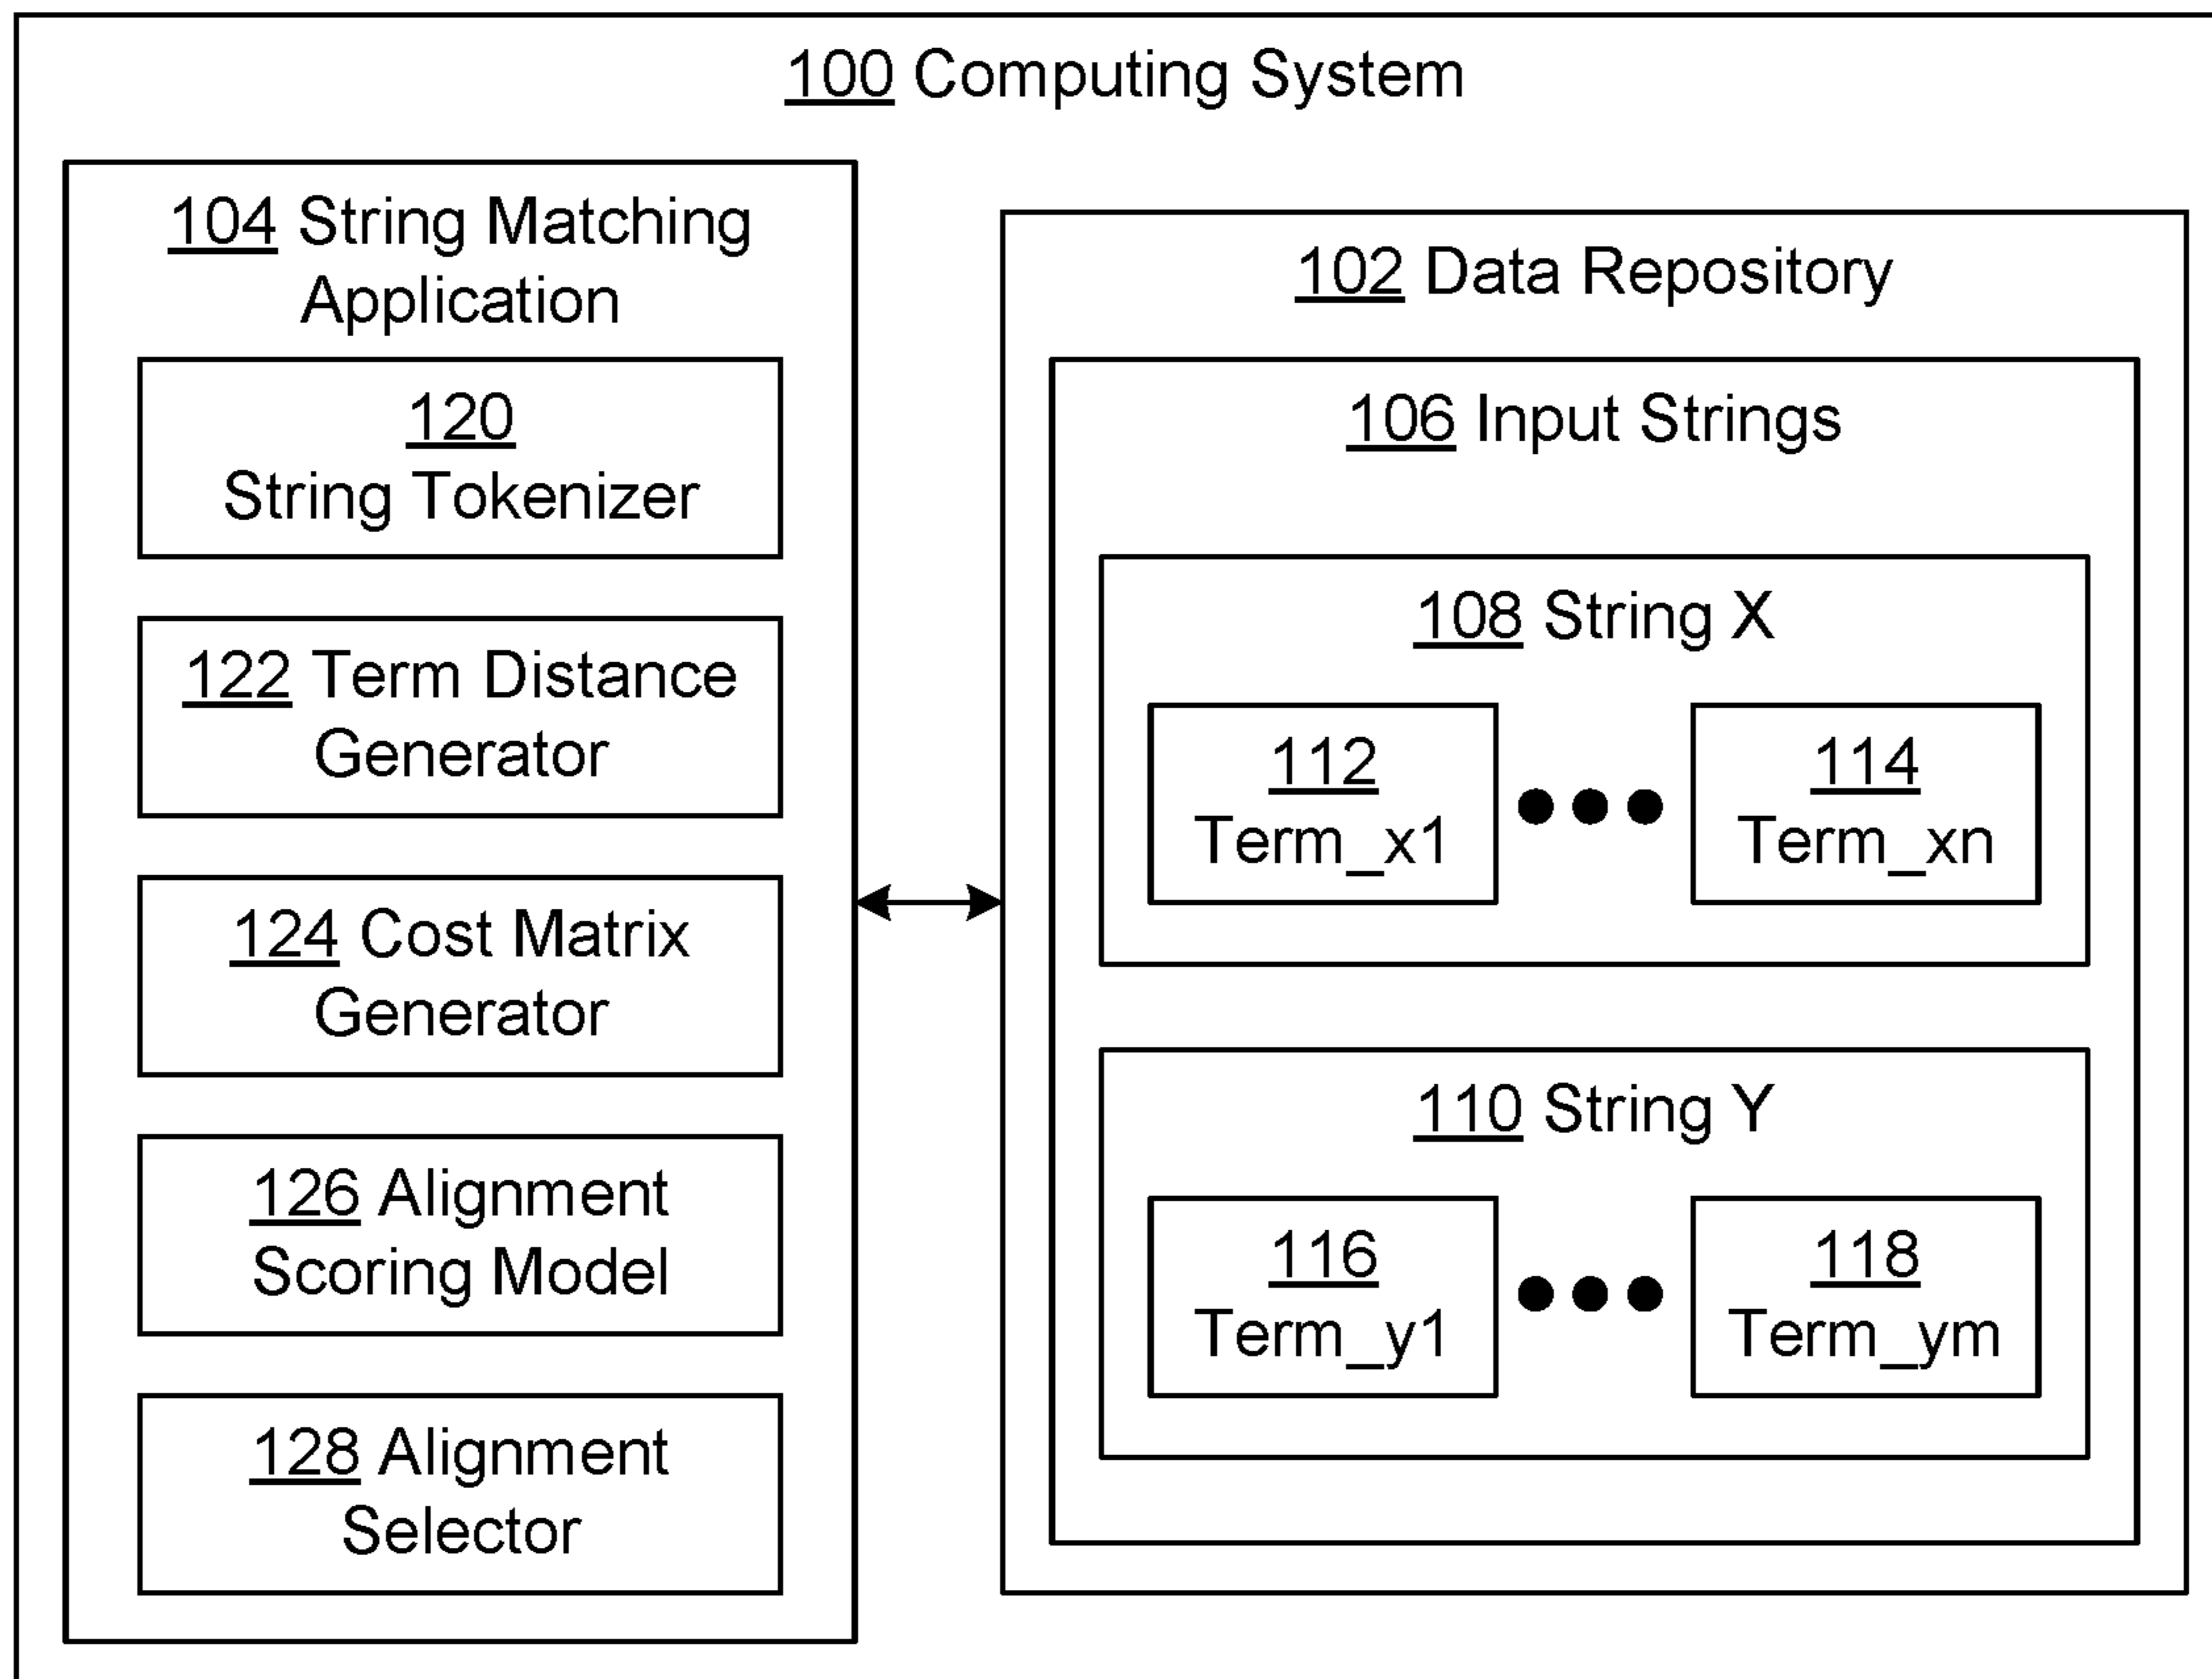 100 Computing System
104 String Matching
Application
120
String Tokenizer
122 Term Distance
Generator
124 Cost Matrix
Generator
126 Alignment
Scoring Model
128 Alignment
Selector
102 Data Repository
106 Input Strings
108 String X
112
Term_x1
114
Term_xn
110 String Y
116
Term_y1
118
Term_ym